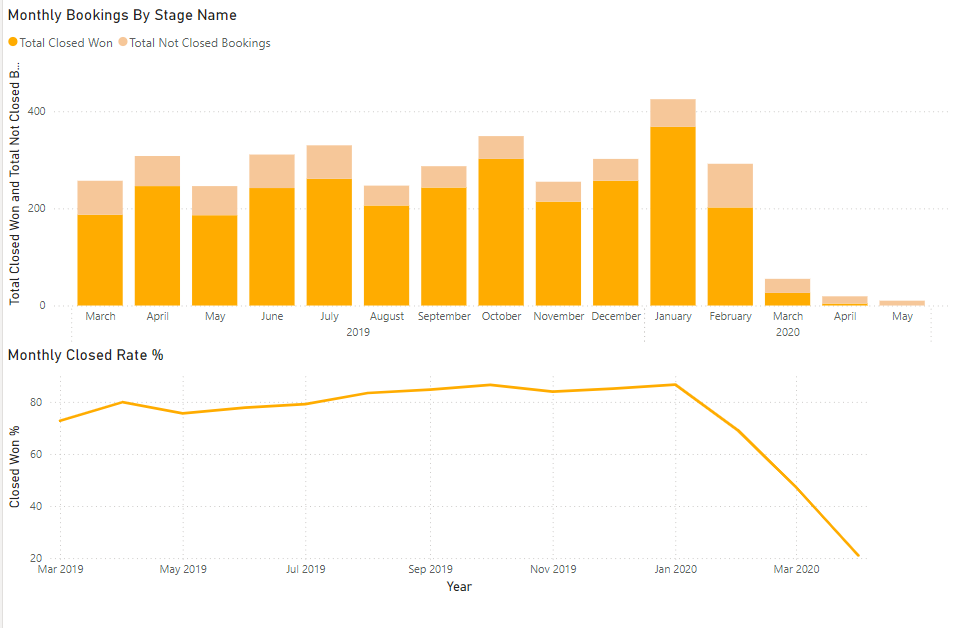 Monthly Bookings By Stage Name
Total Closed Won Total Not Closed Bookings
Total Closed Won and Total Not Closed B...
400
200
0
March April May June July August September October November December January February March April May
2019 2020
Monthly Closed Rate %
Closed Won %
80
60
40
20
Mar 2019 May 2019 Jul 2019 Sep 2019 Nov 2019 Jan 2020 Mar 2020
Year